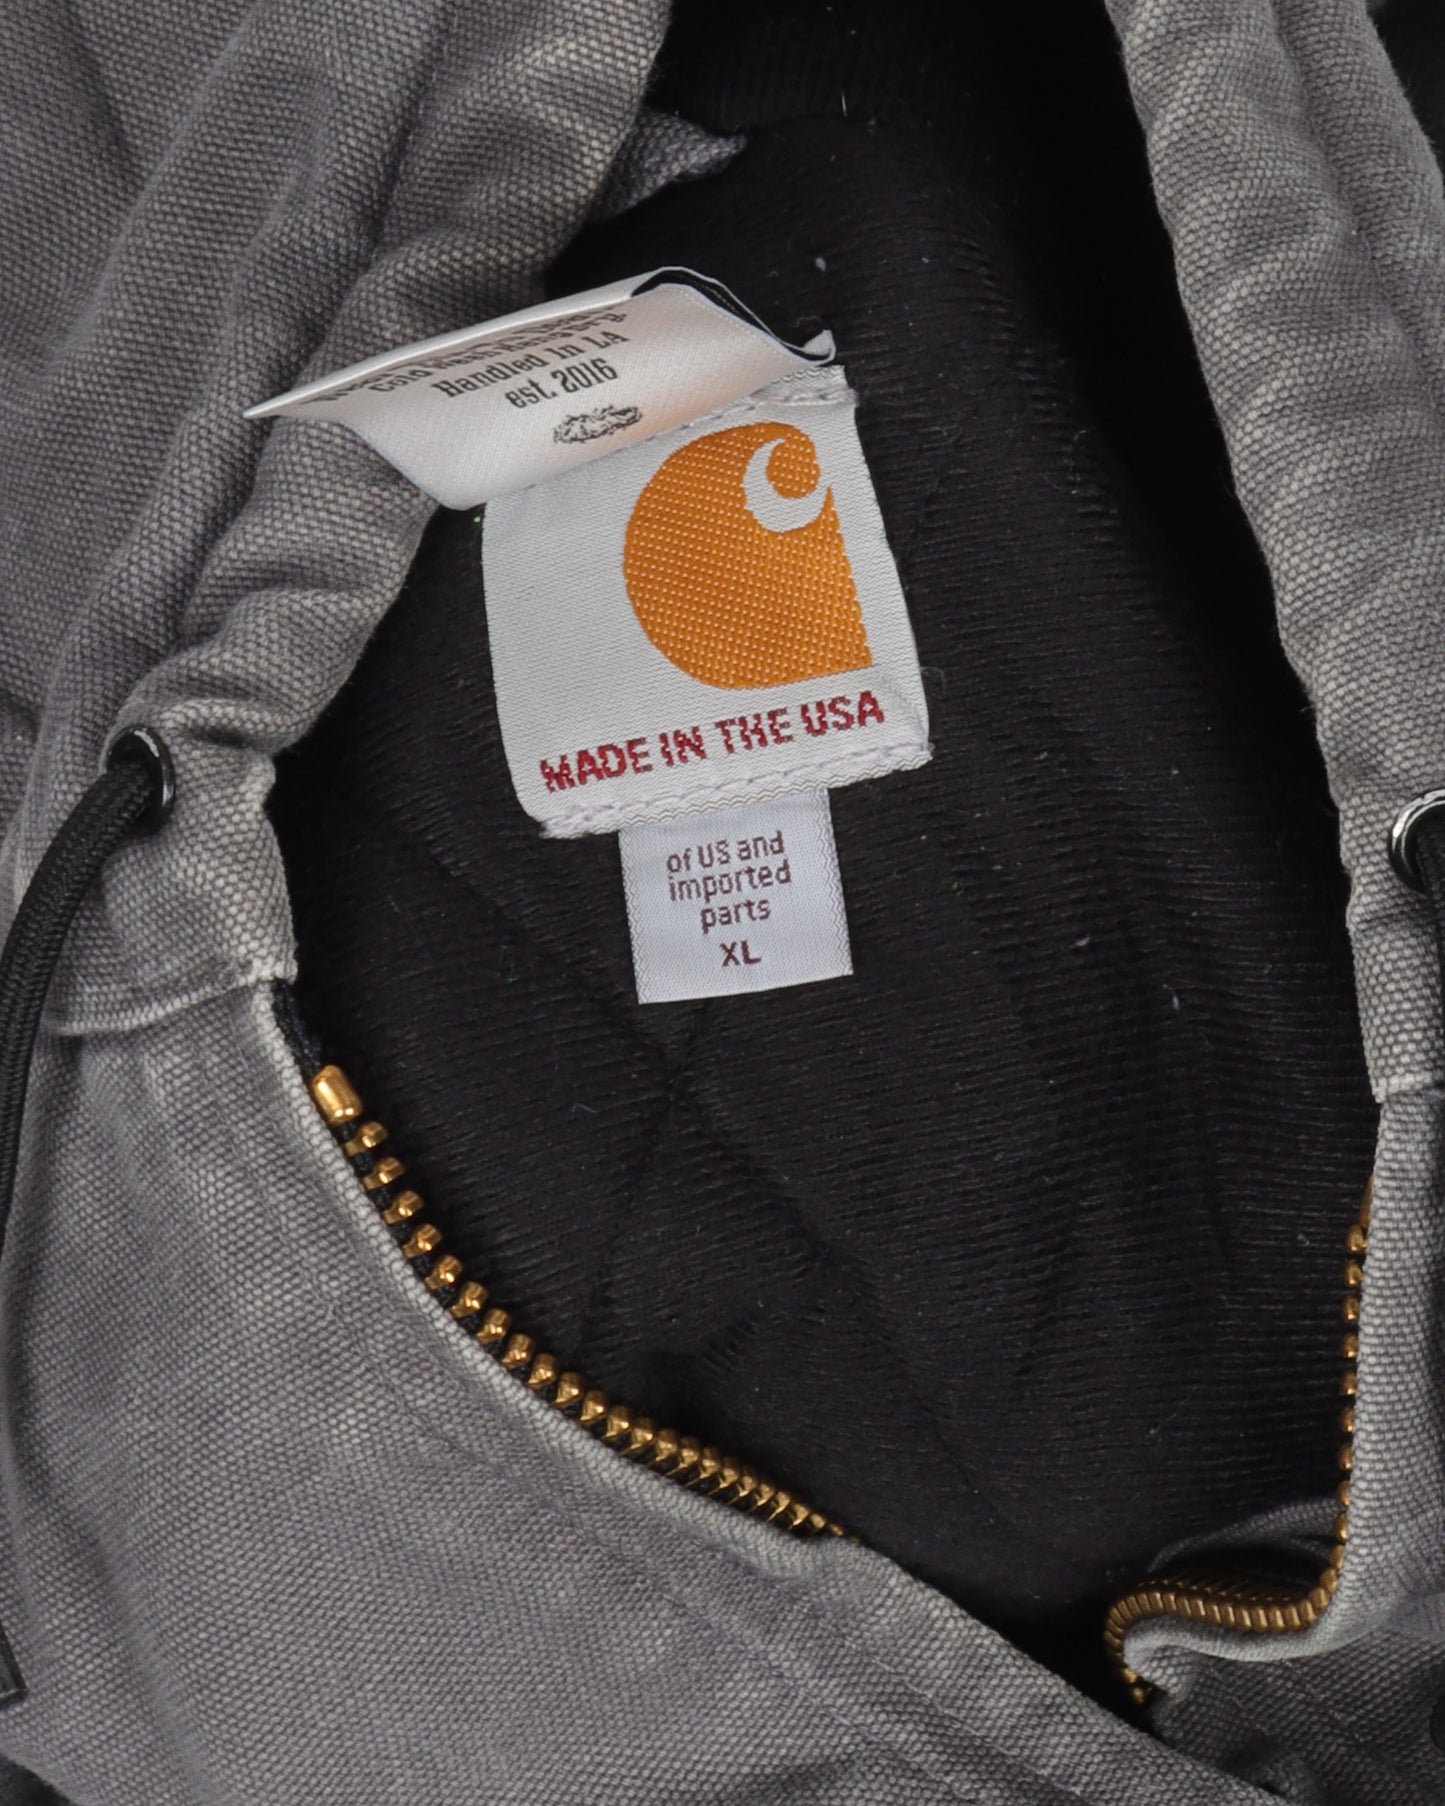 Handled in LA
est. 2016
MADE IN THE USA
of US and
imported
parts
XL